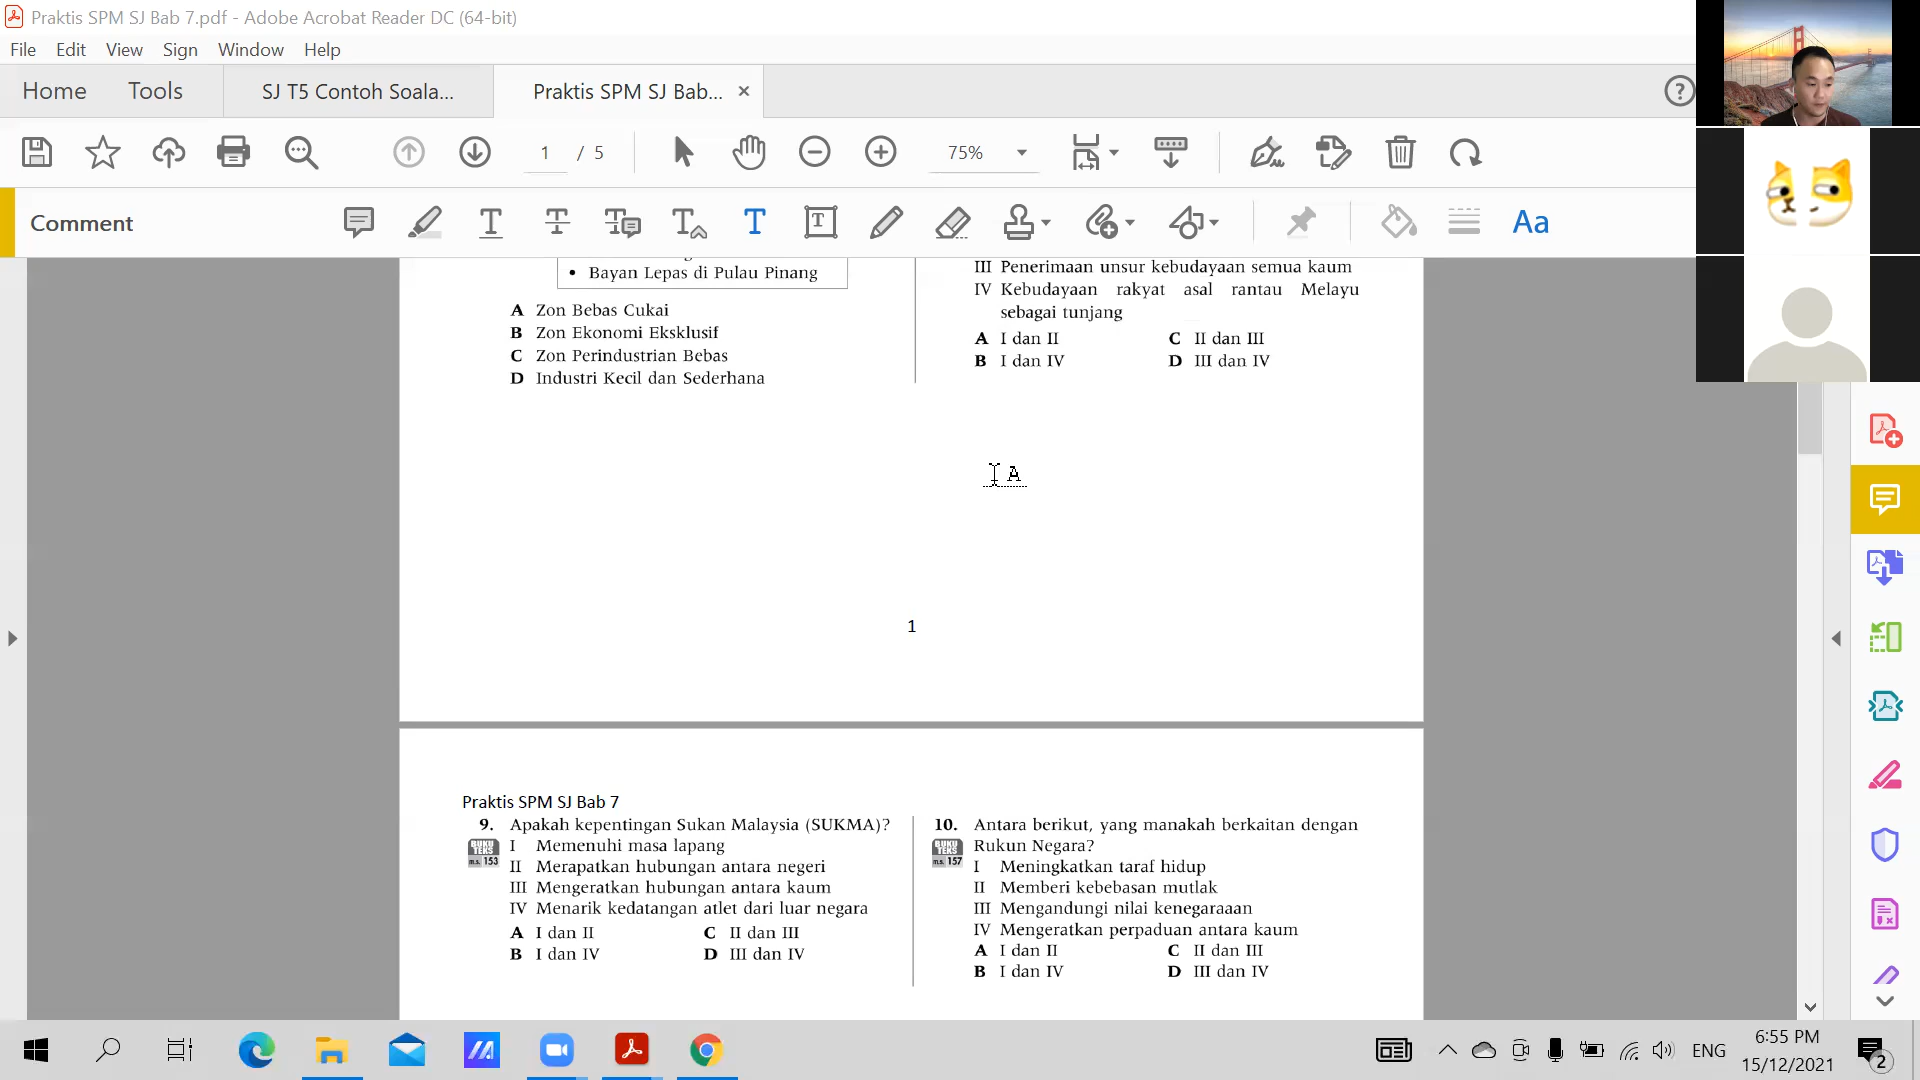 Praktis SPM SJ Bab 7.pdf - Adobe Acrobat Reader DC (64-bit)
File Edit View Sign Window Help
Home Tools SJ T5 Contoh Soala... Praktis SPM SJ Bab... ×
1 / 5 75%
Comment
• Bayan Lepas di Pulau Pinang
A Zon Bebas Cukai
B Zon Ekonomi Eksklusif
C Zon Perindustrian Bebas
D Industri Kecil dan Sederhana
III Penerimaan unsur kebudayaan semua kaum
IV Kebudayaan rakyat asal rantau Melayu
sebagai tunjang
A I dan II C II dan III
B I dan IV D III dan IV
1
Praktis SPM SJ Bab 7
9. Apakah kepentingan Sukan Malaysia (SUKMA)?
BUKU TEKS m.s. 153
I Memenuhi masa lapang
II Merapatkan hubungan antara negeri
III Mengeratkan hubungan antara kaum
IV Menarik kedatangan atlet dari luar negara
A I dan II C II dan III
B I dan IV D III dan IV
10. Antara berikut, yang manakah berkaitan dengan
Rukun Negara?
BUKU TEKS m.s. 157
I Meningkatkan taraf hidup
II Memberi kebebasan mutlak
III Mengandungi nilai kenegaraaan
IV Mengeratkan perpaduan antara kaum
A I dan II C II dan III
B I dan IV D III dan IV
ENG
6:55 PM
15/12/2021
2